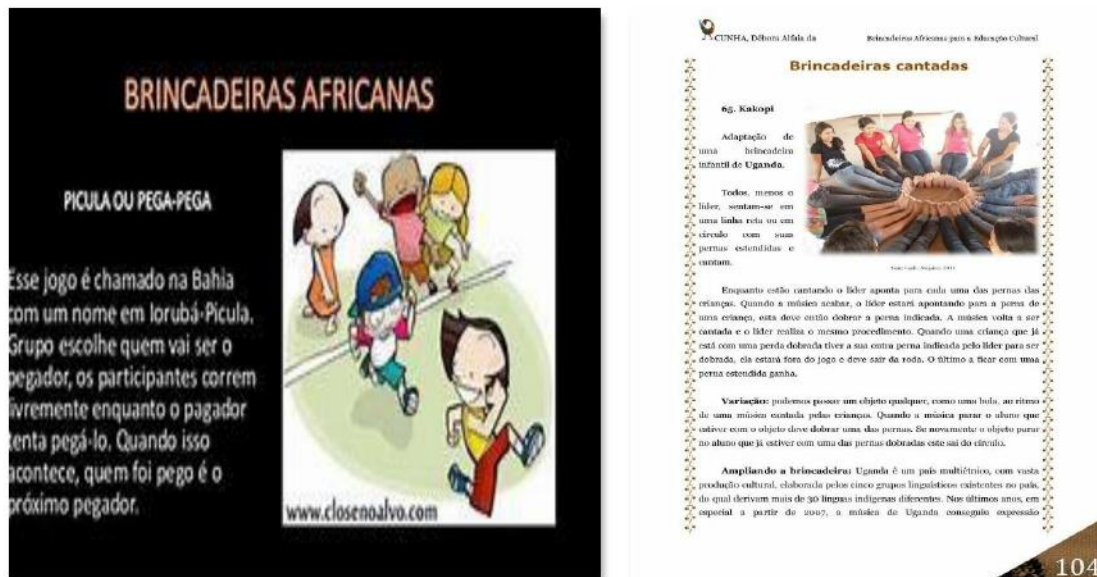 BRINCADEIRAS AFRICANAS
PICULA OU PEGA-PEGA
Esse jogo é chamado na Bahia
com um nome em Iorubá-Picula.
Grupo escolhe quem vai ser o
pegador, os participantes correm
livremente enquanto o pagador
tenta pegá-lo. Quando isso
acontece, quem foi pego é o
próximo pegador.
www.closenoalvo.com
CUNHA, Débora Alfaia da
Brincadeiras Africanas para a Educação Cultural
Brincadeiras cantadas
65. Kakopi
Adaptação de
uma brincadeira
infantil de Uganda.
Todos, menos o
líder, sentam-se em
uma linha reta ou em
círculo com suas
pernas estendidas e
cantam.
Enquanto estão cantando o líder aponta para cada uma das pernas das
crianças. Quando a música acabar, o líder estará apontando para a perna de
uma criança, esta deve então dobrar a perna indicada. A música volta a ser
cantada e o líder realiza o mesmo procedimento. Quando uma criança que já
está com uma perda dobrada tiver a sua outra perna indicada pelo líder para ser
dobrada, ela estará fora do jogo e deve sair da roda. O último a ficar com uma
perna estendida ganha.
Variação: podemos passar um objeto qualquer, como uma bola, ao ritmo
de uma música cantada pelas crianças. Quando a música parar o aluno que
estiver com o objeto deve dobrar uma das pernas. Se novamente o objeto parar
no aluno que já estiver com uma das pernas dobradas este sai do círculo.
Ampliando a brincadeira: Uganda é um país multiétnico, com vasta
produção cultural, elaborada pelos cinco grupos linguísticos existentes no país,
do qual derivam mais de 30 línguas indígenas diferentes. Nos últimos anos, em
especial a partir de 2007, a música de Uganda conseguiu expressão
104